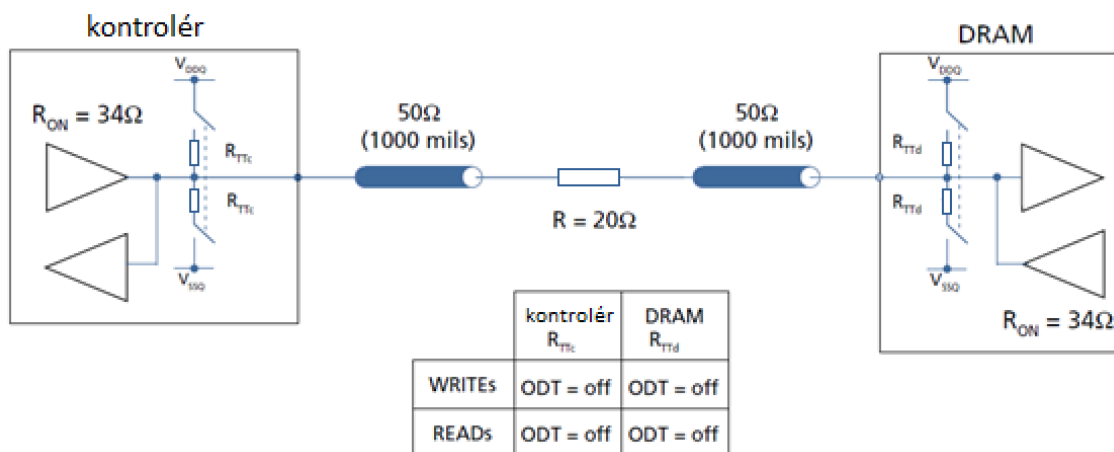 kontrolér
DRAM
V_DDQ
V_DDQ
R_ON = 34Ω
50Ω
(1000 mils)
50Ω
(1000 mils)
R_TTc
R_TTc
R_TTd
R_TTd
R = 20Ω
V_SSQ
V_SSQ
R_ON = 34Ω
kontrolér R_TTc DRAM R_TTd
WRITEs ODT = off ODT = off
READs ODT = off ODT = off